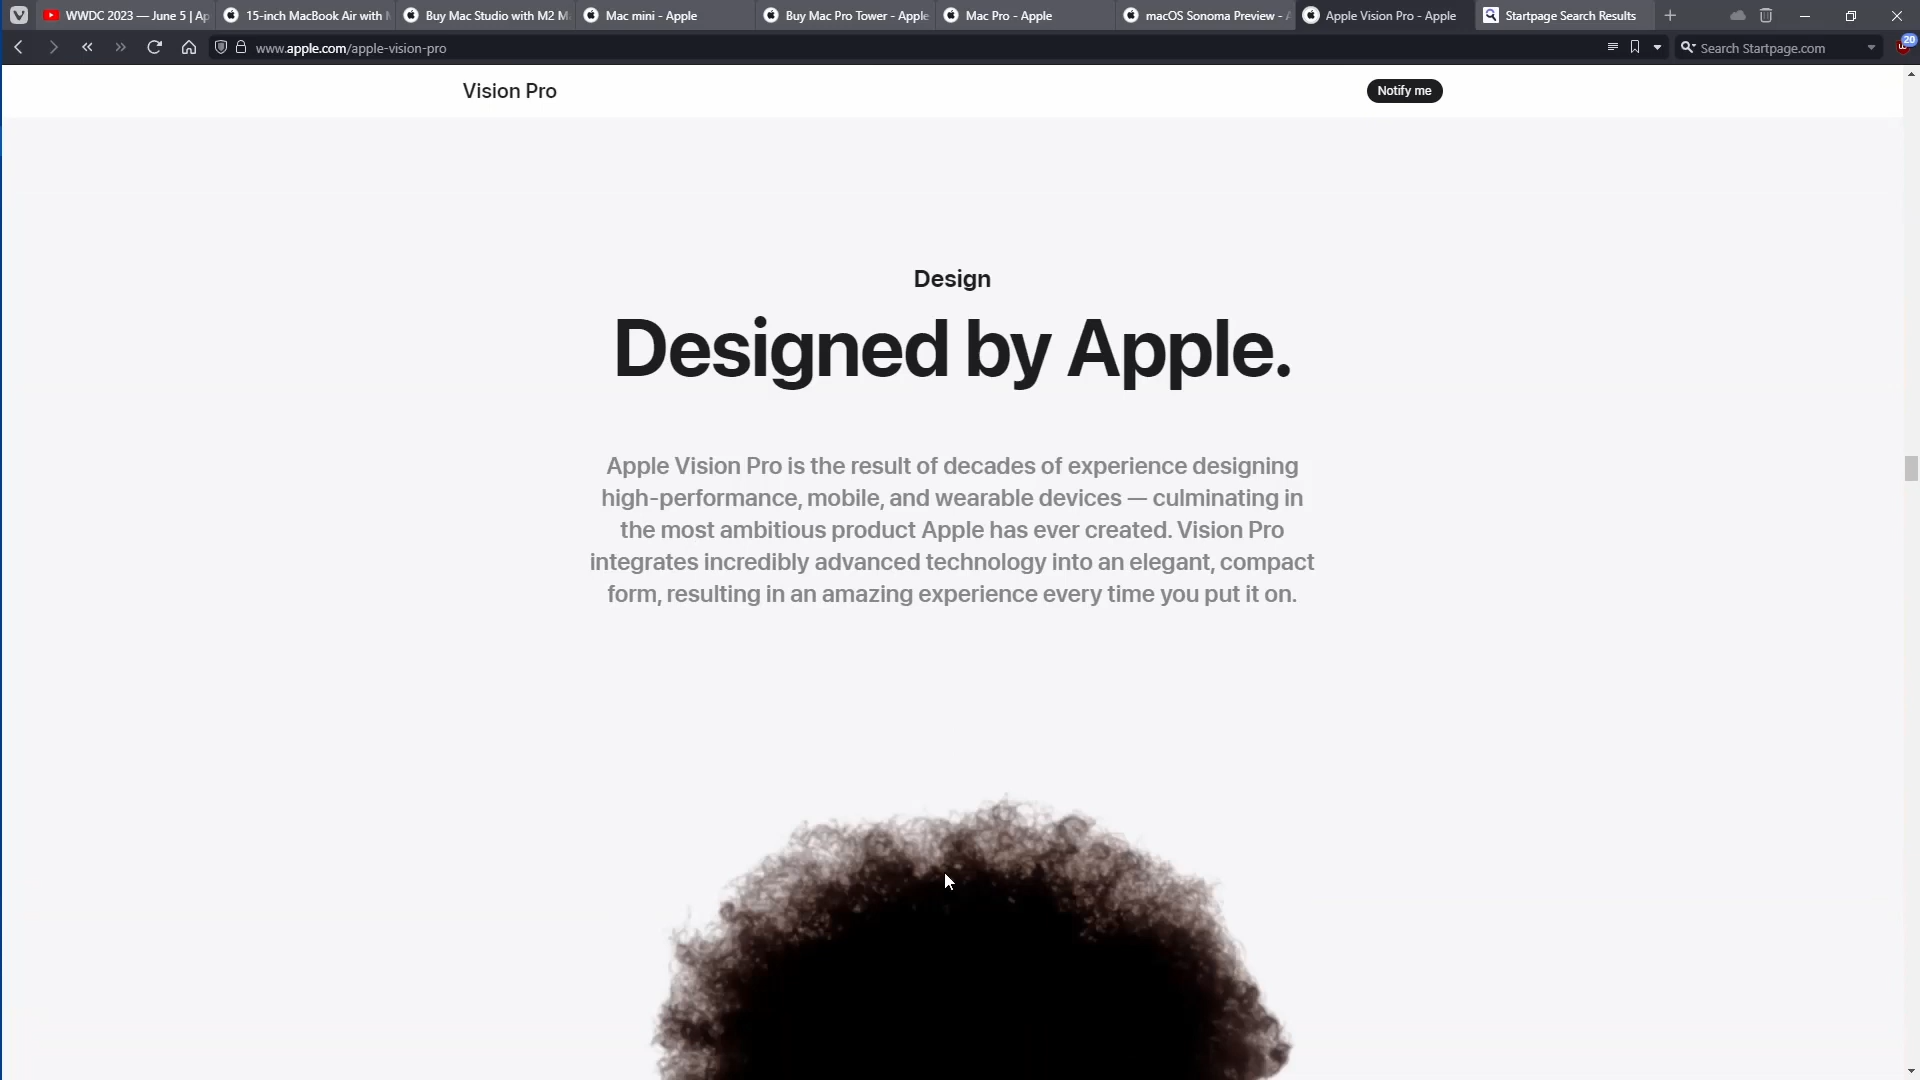 WWDC 2023 — June 5 | Ap
15-inch MacBook Air with
Buy Mac Studio with M2 M
Mac mini - Apple
Buy Mac Pro Tower - Apple
Mac Pro - Apple
macOS Sonoma Preview - A
Apple Vision Pro - Apple
Startpage Search Results
www.apple.com/apple-vision-pro
Search Startpage.com
20
Vision Pro
Notify me
Design
Designed by Apple.
Apple Vision Pro is the result of decades of experience designing
high-performance, mobile, and wearable devices — culminating in
the most ambitious product Apple has ever created. Vision Pro
integrates incredibly advanced technology into an elegant, compact
form, resulting in an amazing experience every time you put it on.